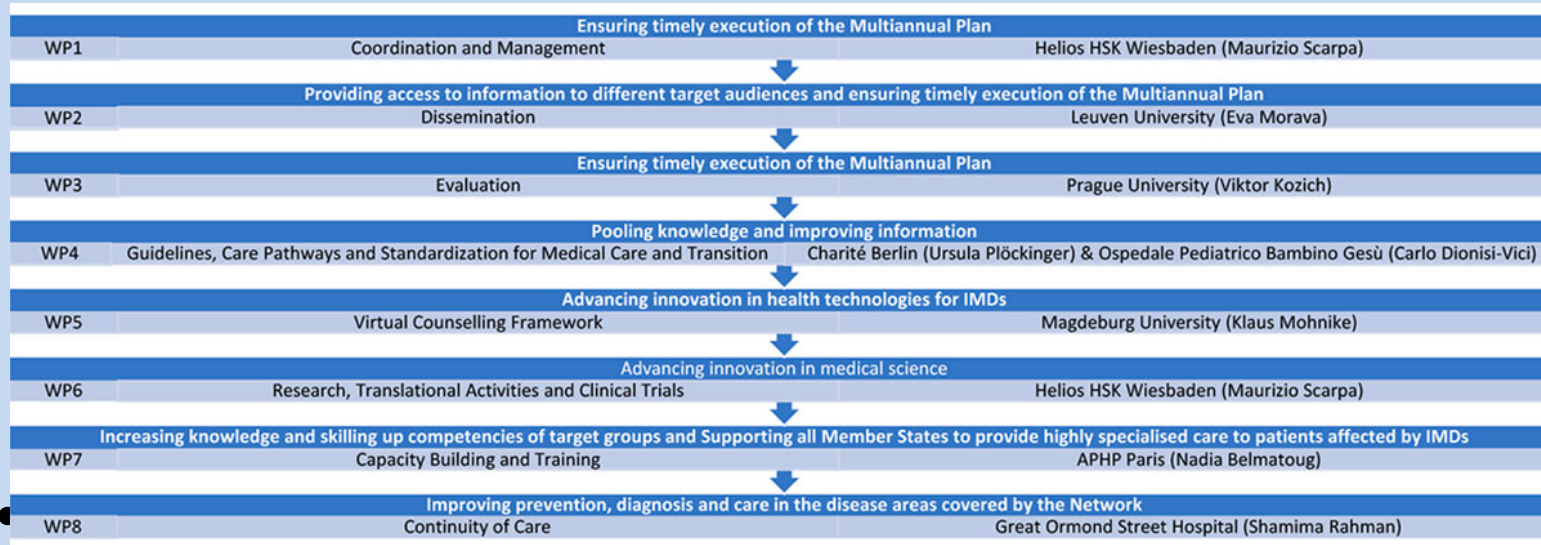 Ensuring timely execution of the Multiannual Plan
WP1 Coordination and Management Helios HSK Wiesbaden (Maurizio Scarpa)
Providing access to information to different target audiences and ensuring timely execution of the Multiannual Plan
WP2 Dissemination Leuven University (Eva Morava)
Ensuring timely execution of the Multiannual Plan
WP3 Evaluation Prague University (Viktor Kozich)
Pooling knowledge and improving information
WP4 Guidelines, Care Pathways and Standardization for Medical Care and Transition Charité Berlin (Ursula Plöckinger) & Ospedale Pediatrico Bambino Gesù (Carlo Dionisi-Vici)
Advancing innovation in health technologies for IMDs
WP5 Virtual Counselling Framework Magdeburg University (Klaus Mohnike)
Advancing innovation in medical science
WP6 Research, Translational Activities and Clinical Trials Helios HSK Wiesbaden (Maurizio Scarpa)
Increasing knowledge and skilling up competencies of target groups and Supporting all Member States to provide highly specialised care to patients affected by IMDs
WP7 Capacity Building and Training APHP Paris (Nadia Belmatoug)
Improving prevention, diagnosis and care in the disease areas covered by the Network
WP8 Continuity of Care Great Ormond Street Hospital (Shamima Rahman)